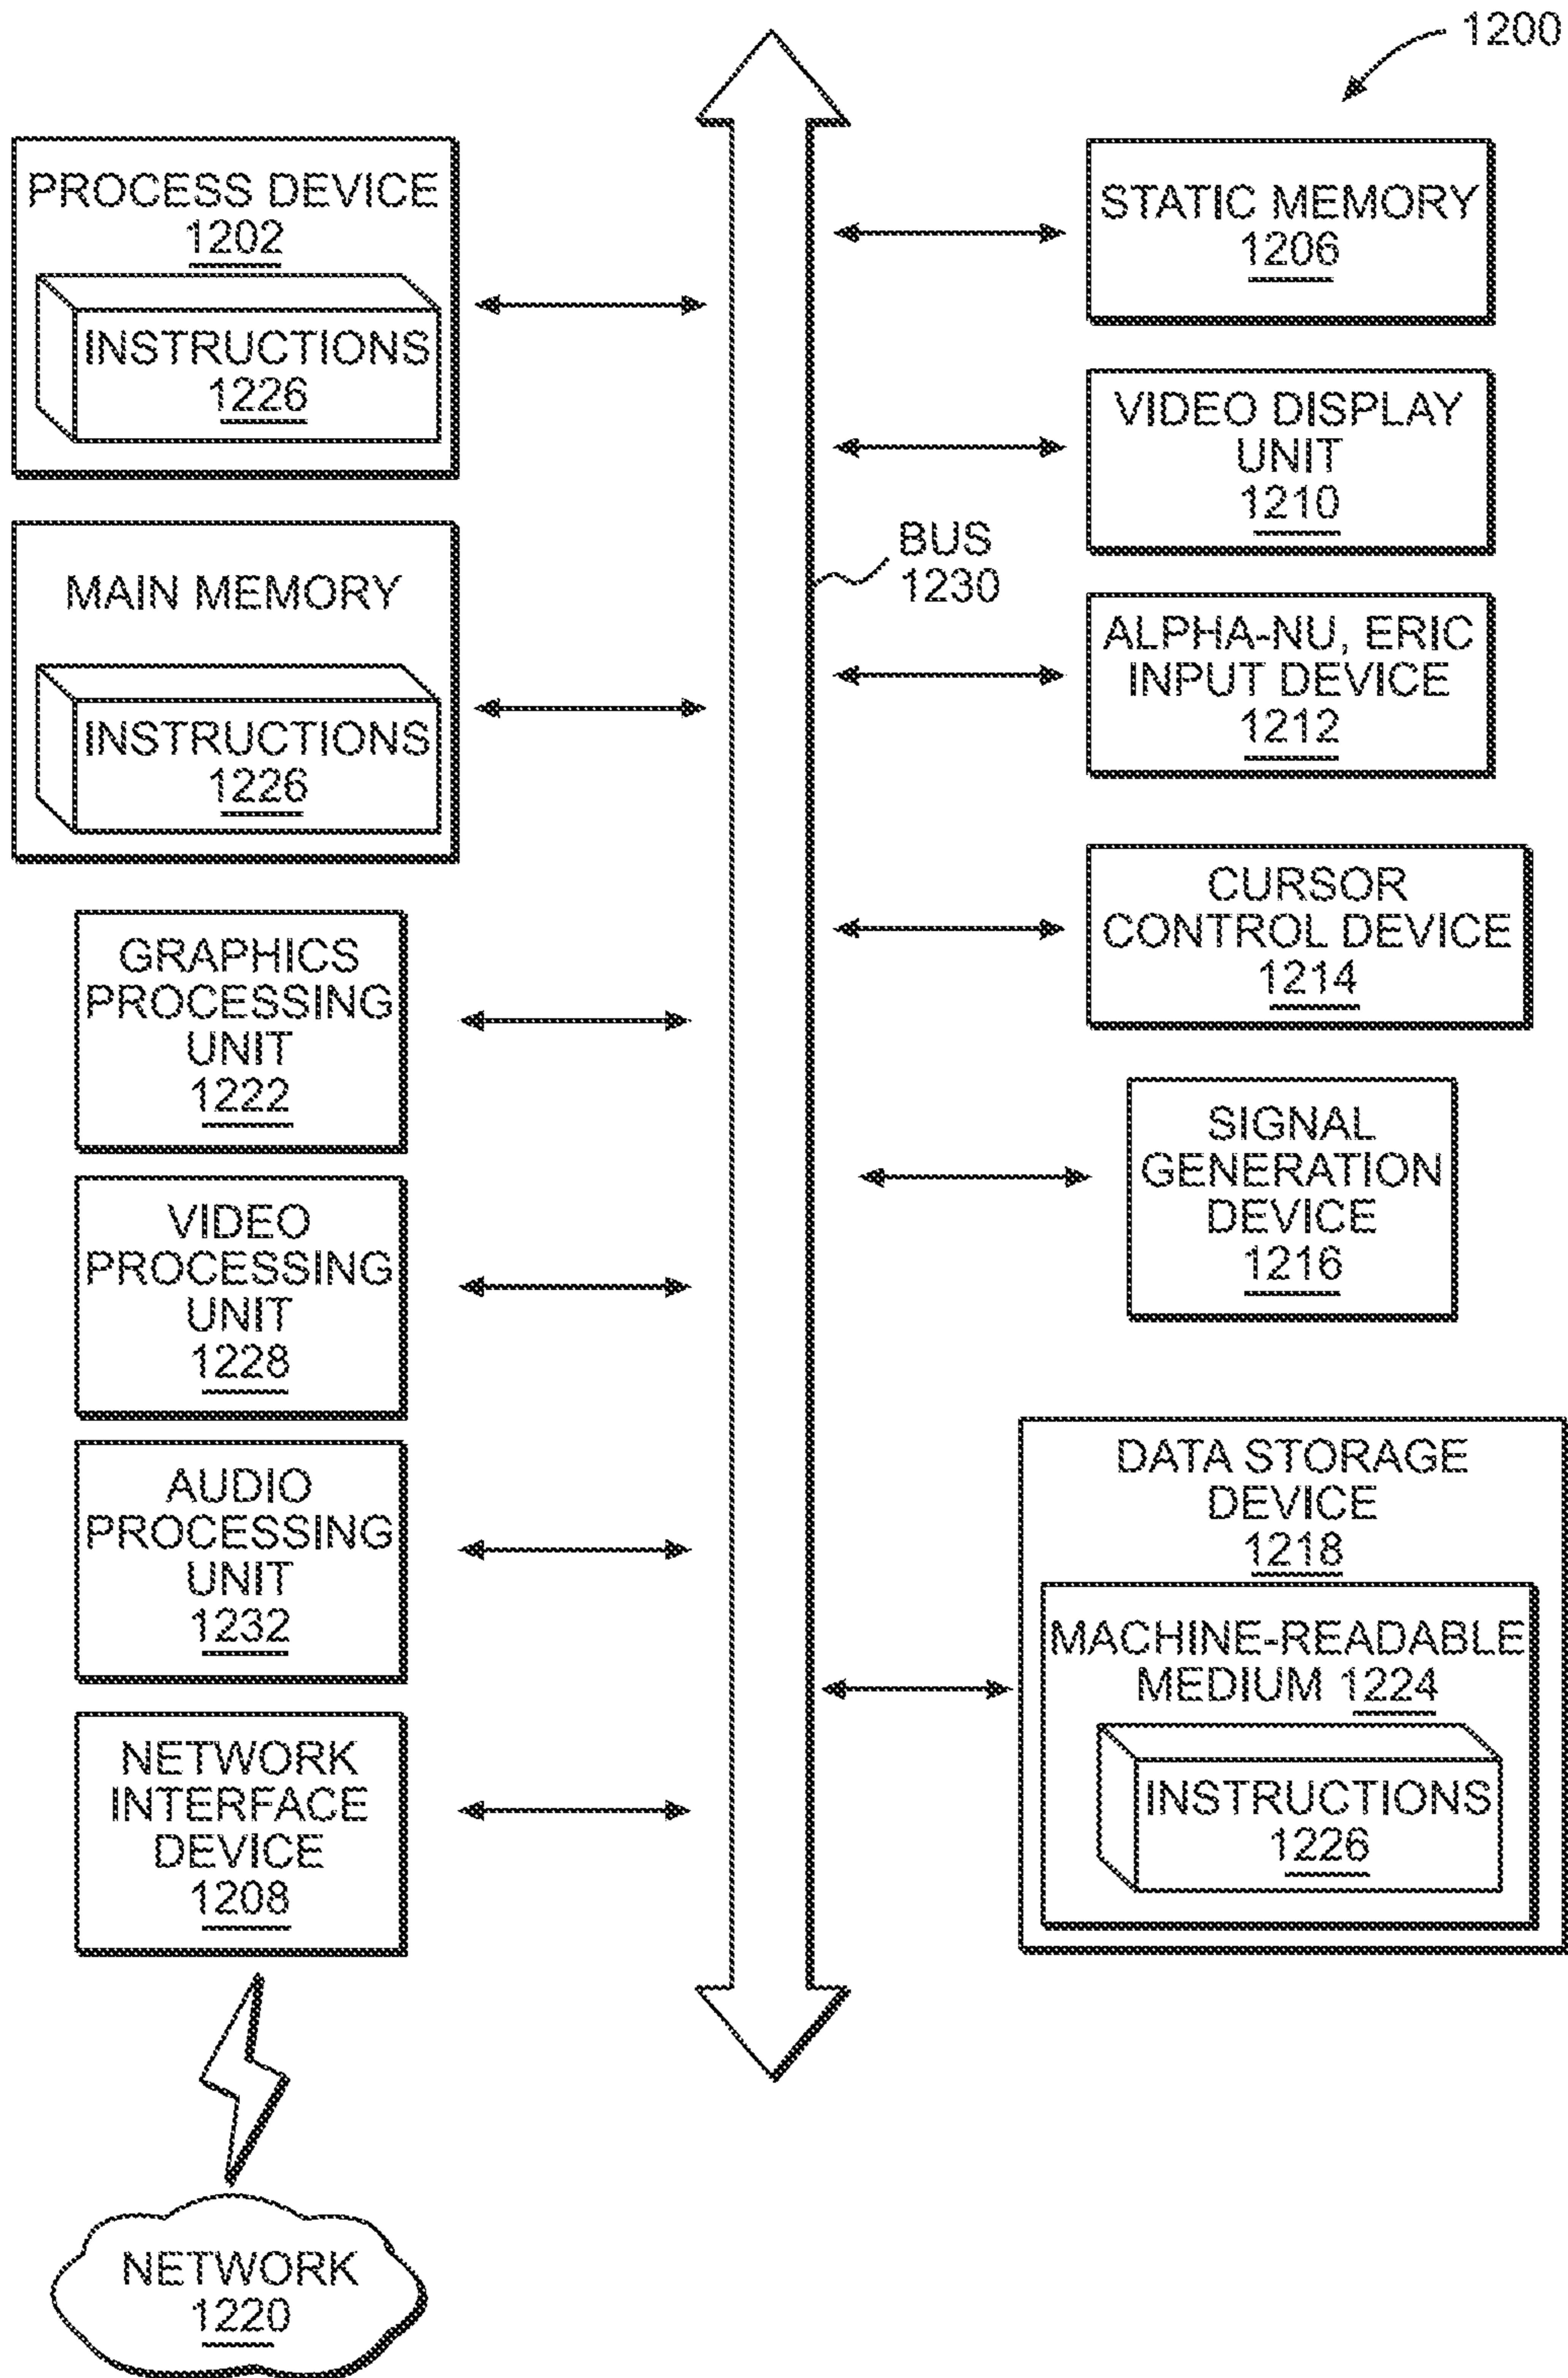 1200
PROCESS DEVICE
1202
INSTRUCTIONS
1226
MAIN MEMORY
INSTRUCTIONS
1226
GRAPHICS
PROCESSING
UNIT
1222
VIDEO
PROCESSING
UNIT
1228
AUDIO
PROCESSING
UNIT
1232
NETWORK
INTERFACE
DEVICE
1208
NETWORK
1220
BUS
1230
STATIC MEMORY
1206
VIDEO DISPLAY
UNIT
1210
ALPHA-NU, ERIC
INPUT DEVICE
1212
CURSOR
CONTROL DEVICE
1214
SIGNAL
GENERATION
DEVICE
1216
DATA STORAGE
DEVICE
1218
MACHINE-READABLE
MEDIUM 1224
INSTRUCTIONS
1226